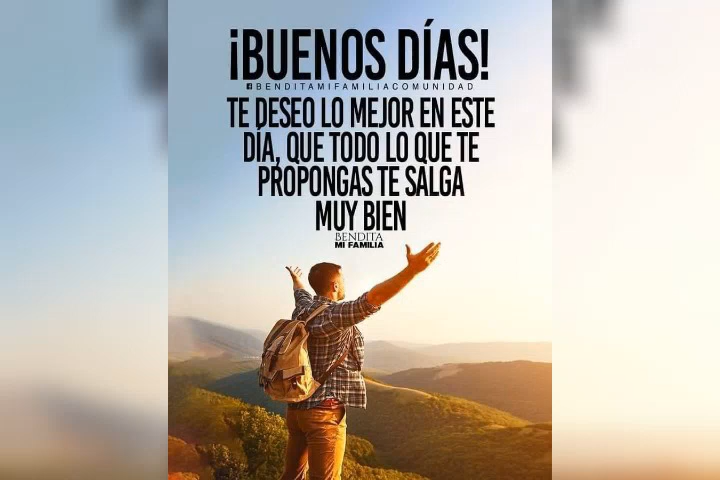 ¡BUENOS DÍAS!
BENDITAMIFAMILIACOMUNIDAD
TE DESEO LO MEJOR EN ESTE
DÍA, QUE TODO LO QUE TE
PROPONGAS TE SALGA
MUY BIEN
BENDITA
MI FAMILIA